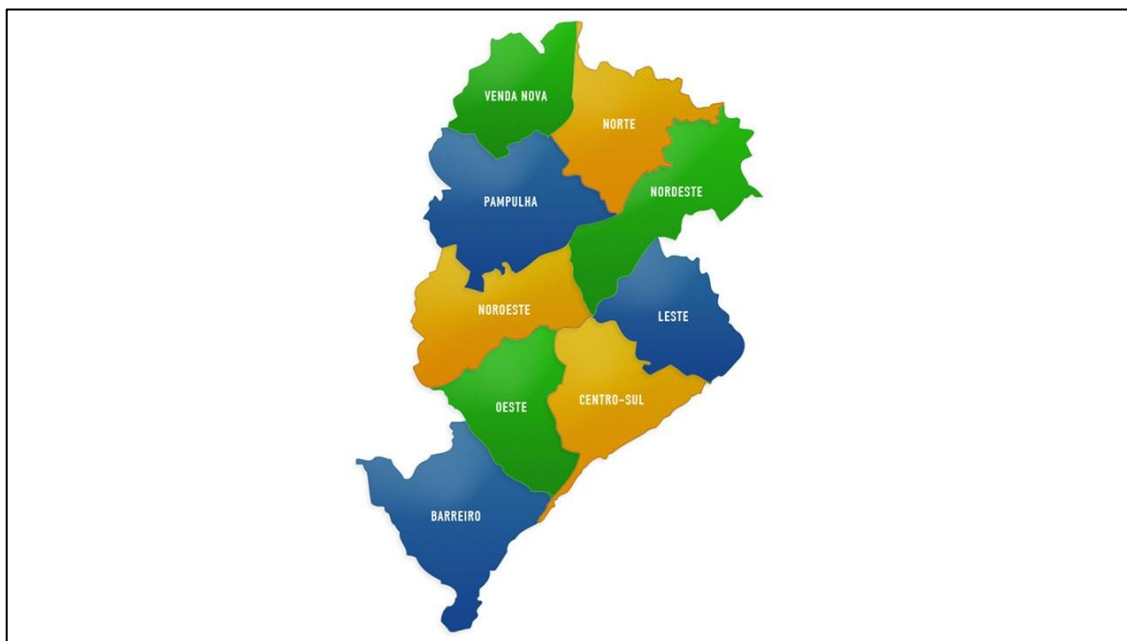 VENDA NOVA
NORTE
NORDESTE
PAMPULHA
NOROESTE
LESTE
OESTE
CENTRO-SUL
BARREIRO